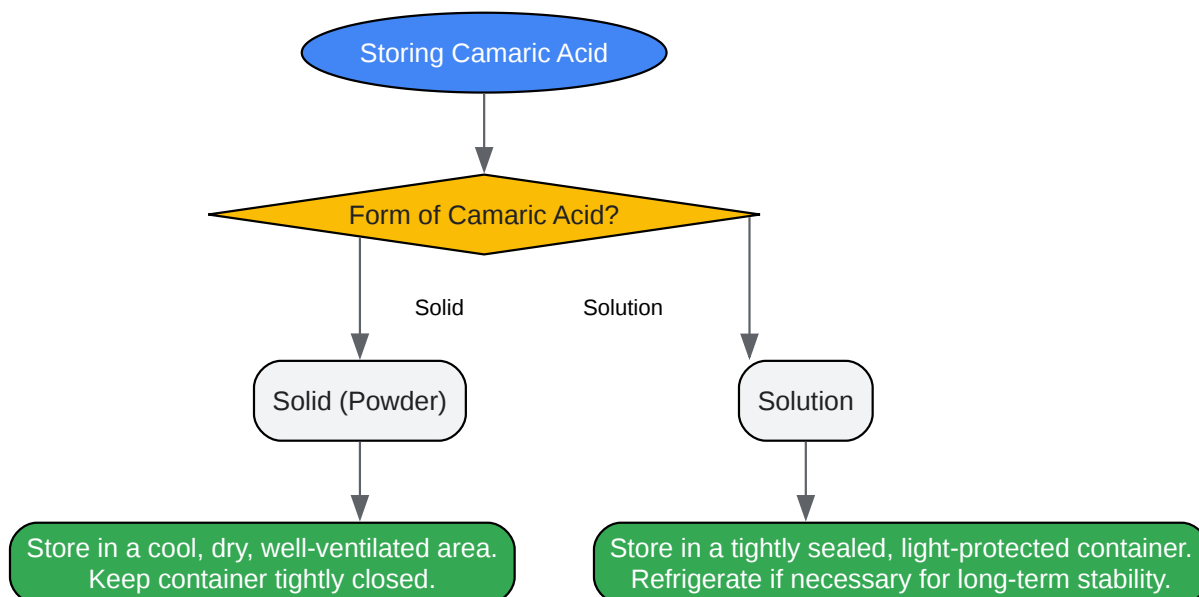 Storing Camaric Acid
Form of Camaric Acid?
Solid
Solution
Solid (Powder)
Solution
Store in a cool, dry, well-ventilated area.
Keep container tightly closed.
Store in a tightly sealed, light-protected container.
Refrigerate if necessary for long-term stability.